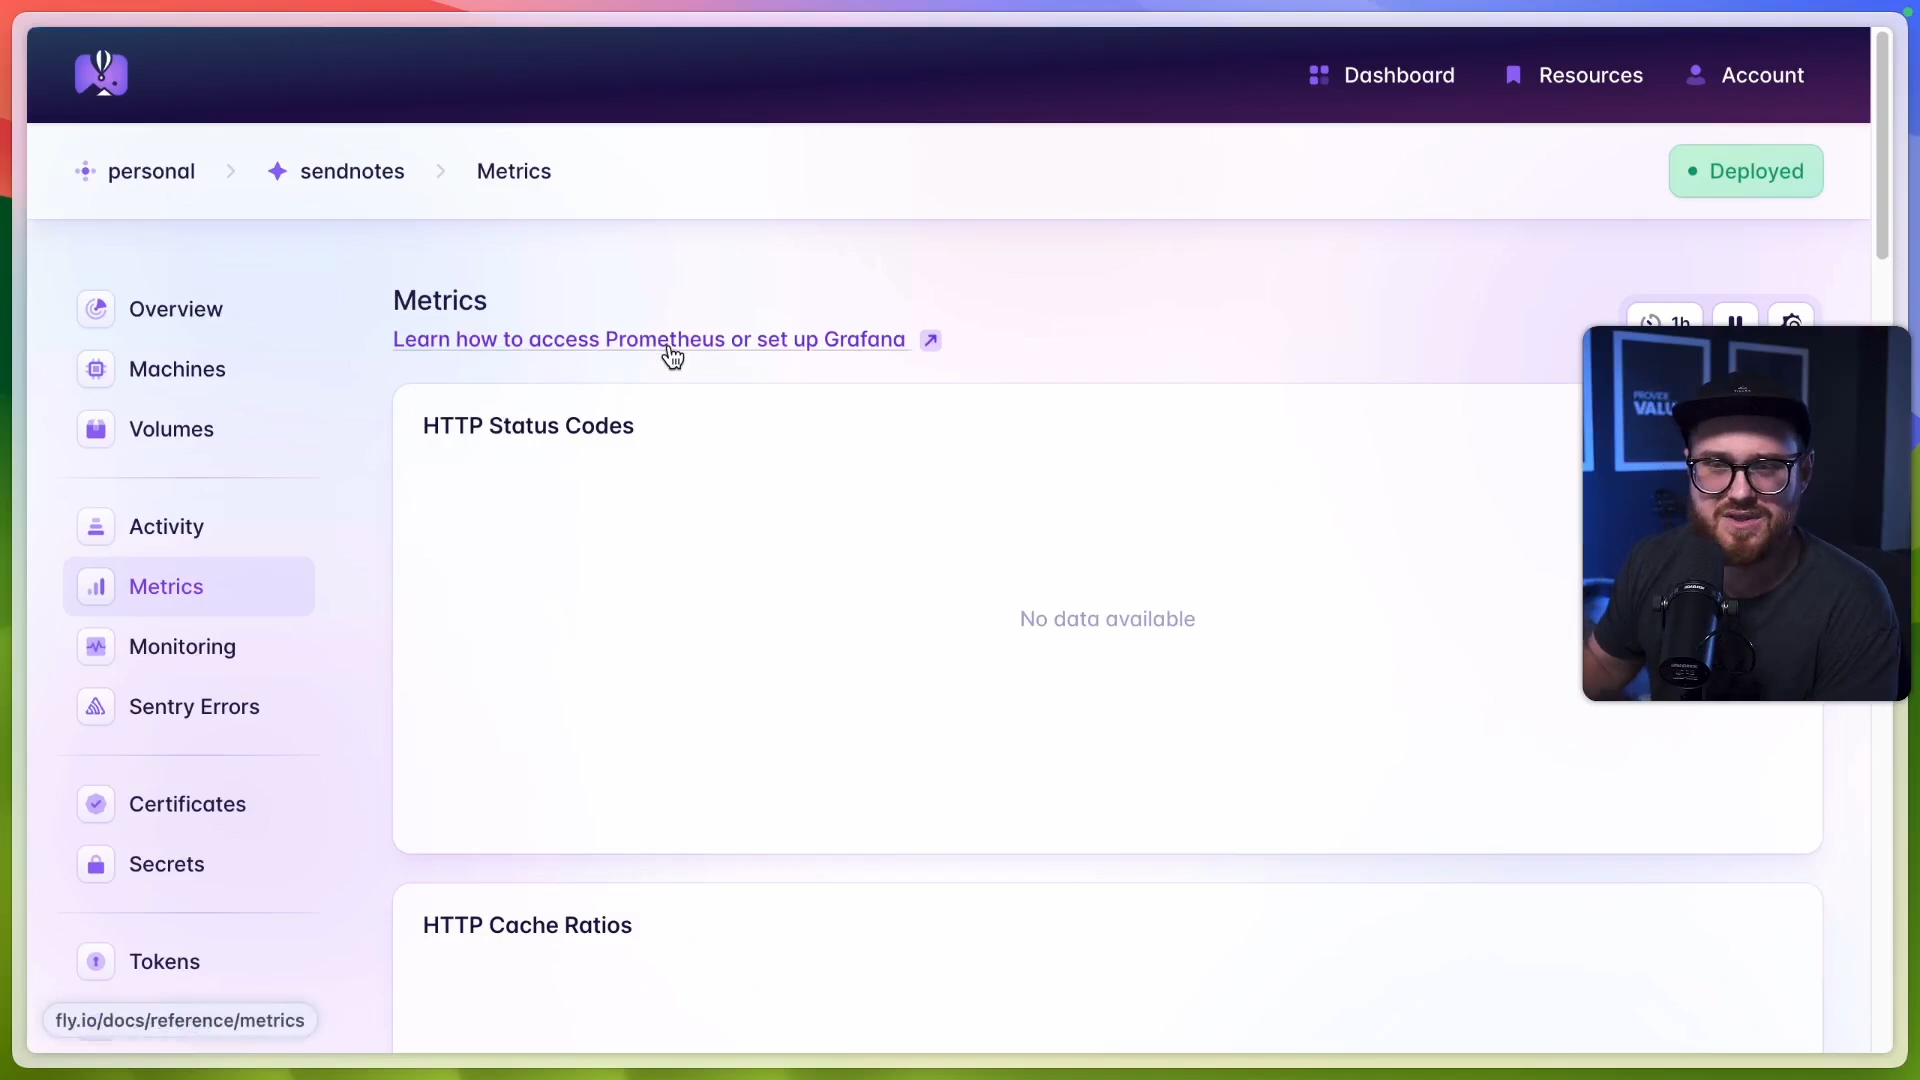 Dashboard
Resources
Account
personal
sendnotes
Metrics
Deployed
Overview
Machines
Volumes
Activity
Metrics
Monitoring
Sentry Errors
Certificates
Secrets
Tokens
fly.io/docs/reference/metrics
Metrics
Learn how to access Prometheus or set up Grafana
1h
HTTP Status Codes
No data available
HTTP Cache Ratios
PROVIDE